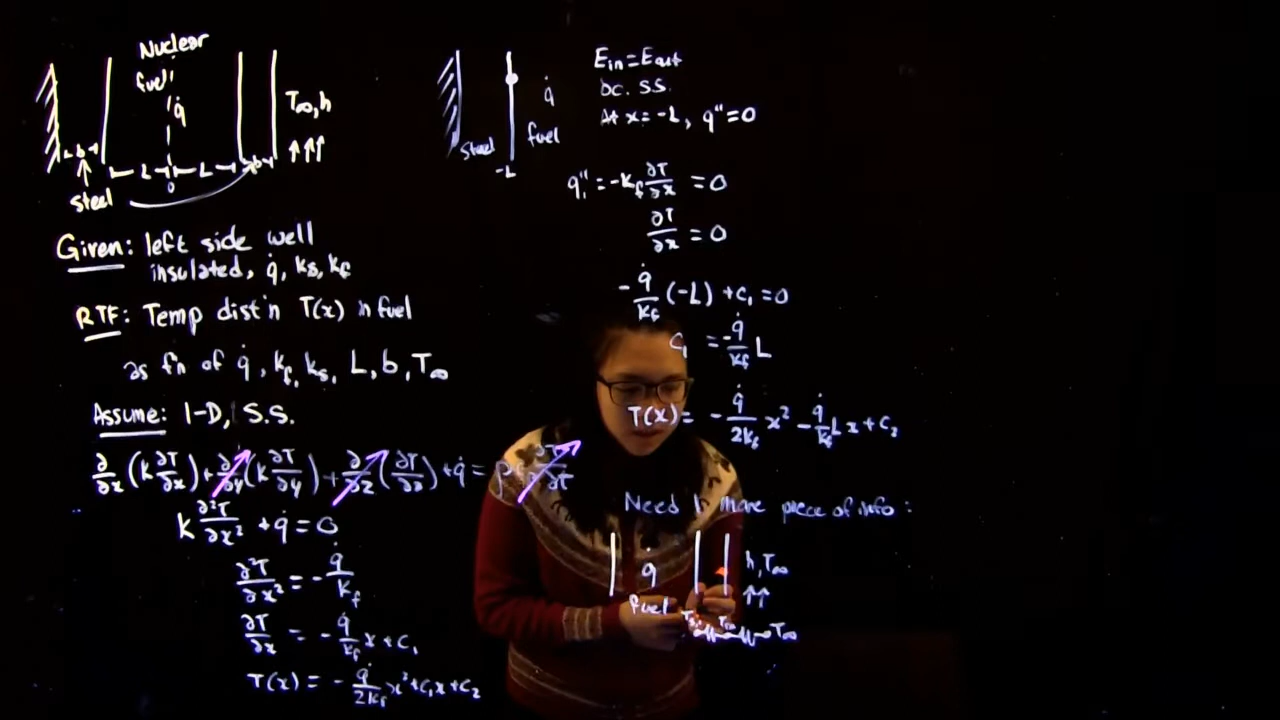 Nuclear
fuel
q̇
T∞, h
b
L
L
b
0
Steel
Given: left side well
insulated, q̇, ks, kf
RTF: Temp dist'n T(x) in fuel
as fn of q̇, kf, ks, L, b, T∞
Assume: 1-D, S.S.
∂/∂x (k ∂T/∂x) + ∂/∂y (k ∂T/∂y) + ∂/∂z (∂T/∂z) + q̇ = ρc ∂T/∂t
k ∂²T/∂x² + q̇ = 0
∂²T/∂x² = - q̇/kf
∂T/∂x = - q̇/kf x + C₁
T(x) = - q̇/2kf x² + C₁x + C₂
Steel
q̇
fuel
-L
Ein = Eout
bc. S.S.
At x = -L, q" = 0
q" = -kf ∂T/∂x = 0
∂T/∂x = 0
- q̇/kf (-L) + C₁ = 0
C₁ = - q̇/kf L
T(x) = - q̇/2kf x² - q̇/kf L x + C₂
Need 1 more piece of info:
q̇
fuel
h, T∞
T∞